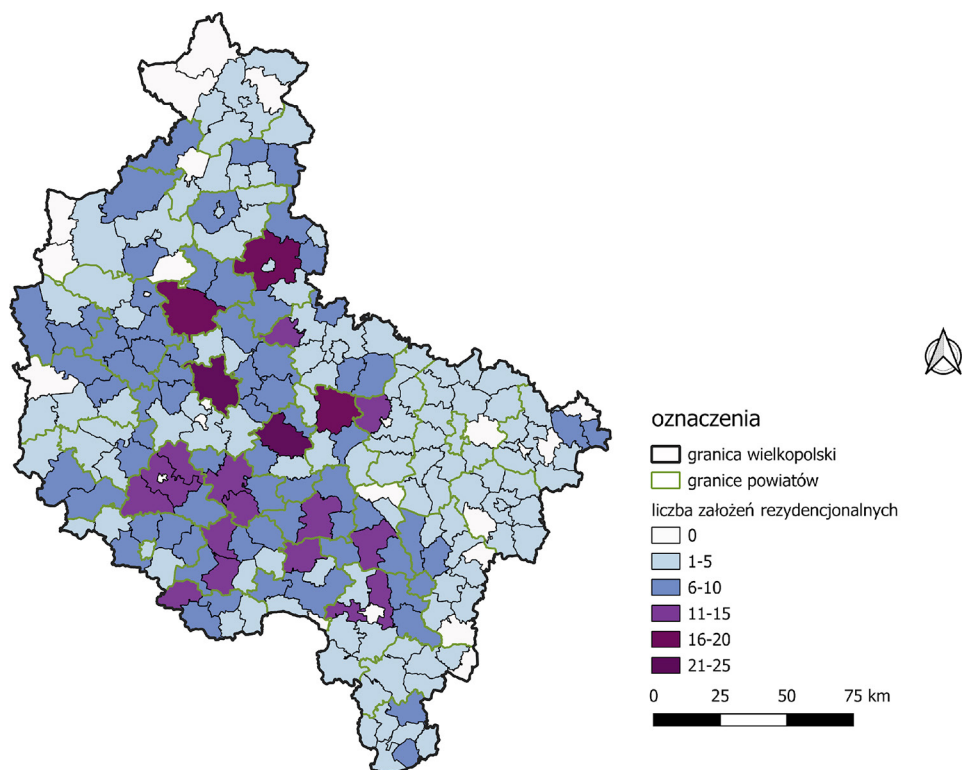 oznaczenia
granica wielkopolski
granice powiatów
liczba założeń rezydencjonalnych
0
1-5
6-10
11-15
16-20
21-25
0 25 50 75 km